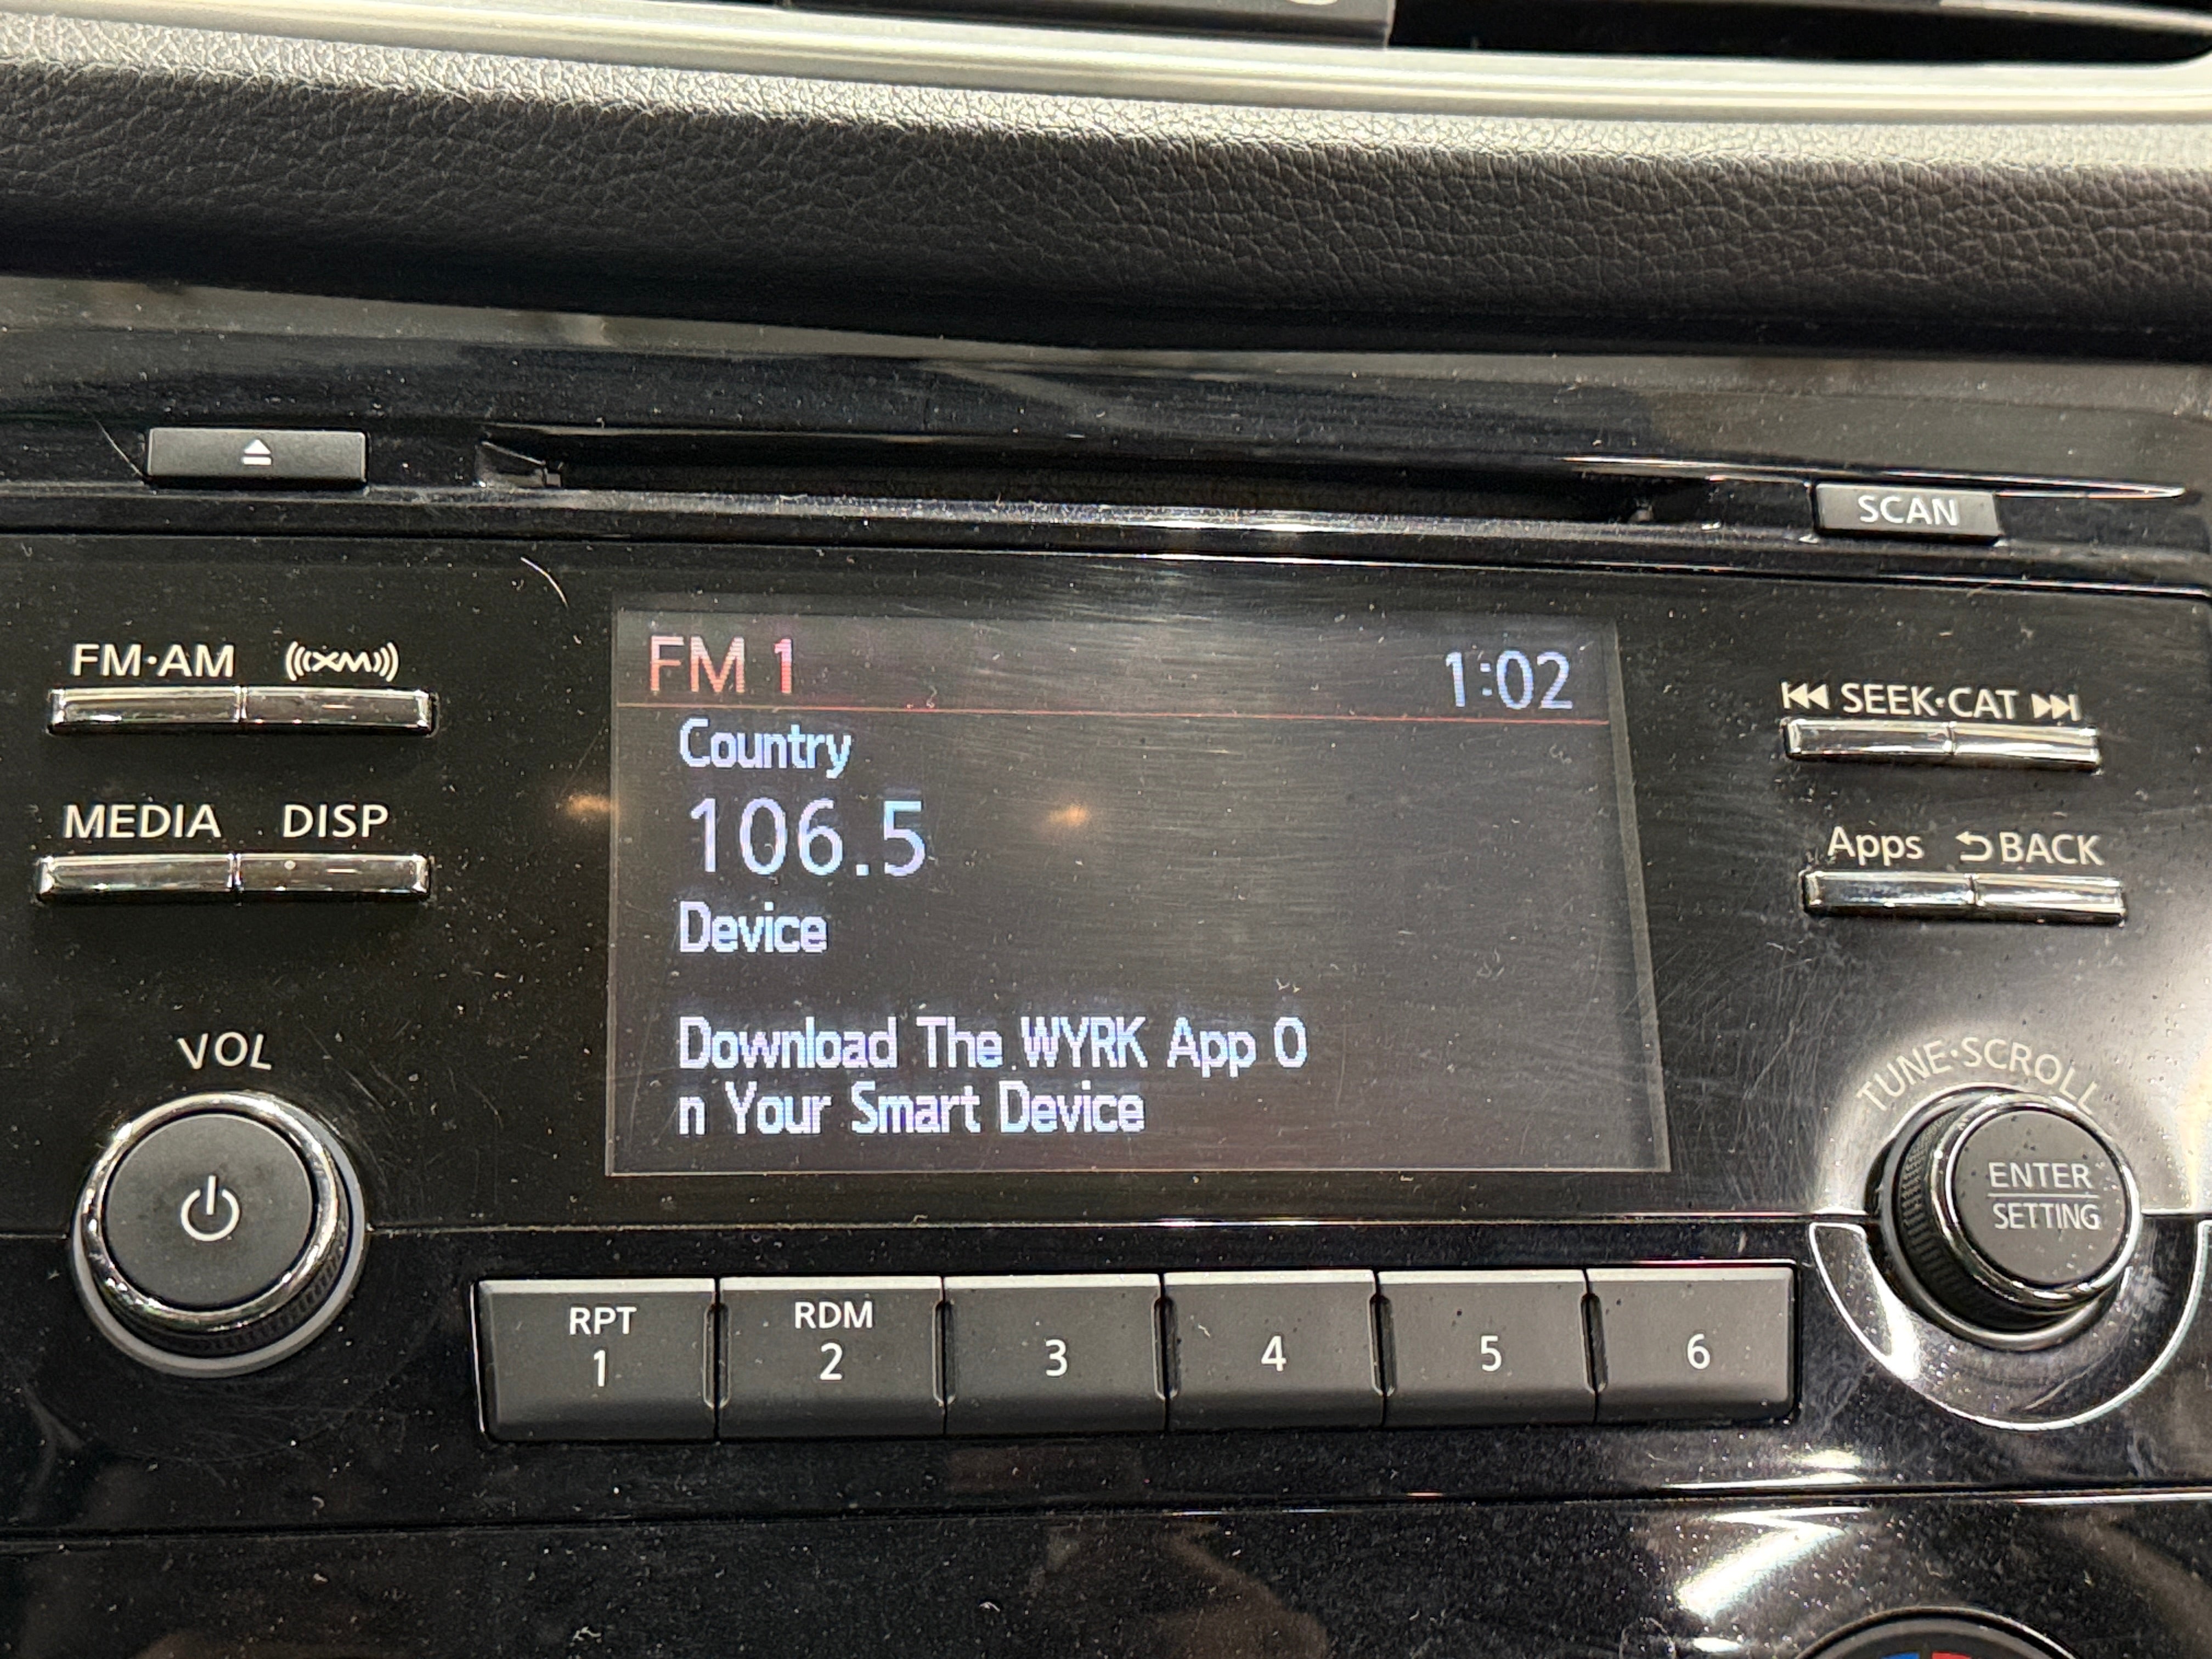 SCAN
FM·AM XM
FM 1 1:02
SEEK·CAT
Country
106.5
MEDIA DISP
Apps BACK
Device
VOL
Download The WYRK App O
n Your Smart Device
TUNE·SCROLL
ENTER
SETTING
RPT
1
RDM
2
3
4
5
6